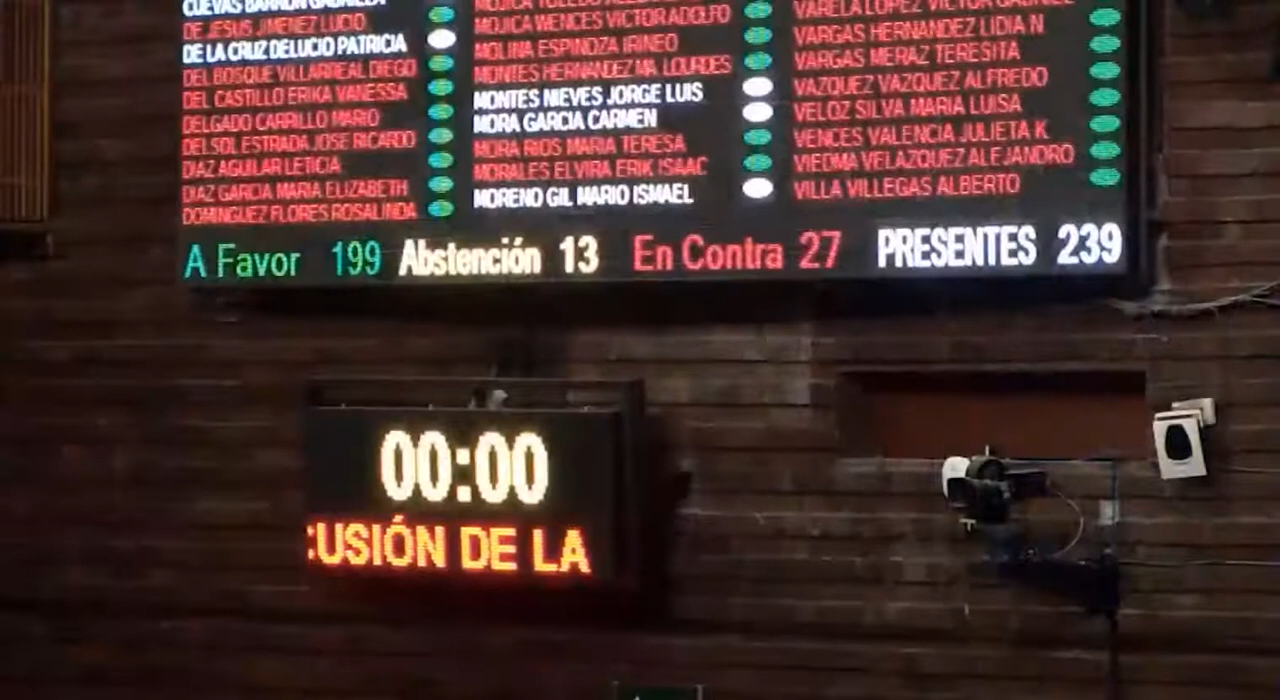 CUEVAS BARRON GABRIELA
DE JESUS JIMENEZ LUCIO
DE LA CRUZ DELUCIO PATRICIA
DEL BOSQUE VILLARREAL DIEGO
DEL CASTILLO ERIKA VANESSA
DELGADO CARRILLO MARIO
DEL SOL ESTRADA JOSE RICARDO
DIAZ AGUILAR LETICIA
DIAZ GARCIA MARIA ELIZABETH
DOMINGUEZ FLORES ROSALINDA
MOJICA TOLEDO
MOJICA WENCES VICTOR ADOLFO
MOLINA ESPINOZA IRINEO
MONTES HERNANDEZ MA. LOURDES
MONTES NIEVES JORGE LUIS
MORA GARCIA CARMEN
MORA RIOS MARIA TERESA
MORALES ELVIRA ERIK ISAAC
MORENO GIL MARIO ISMAEL
VARELA LOPEZ VICTOR GABRIEL
VARGAS HERNANDEZ LIDIA N
VARGAS MERAZ TERESITA
VAZQUEZ VAZQUEZ ALFREDO
VELOZ SILVA MARIA LUISA
VENCES VALENCIA JULIETA K
VIEDMA VELAZQUEZ ALEJANDRO
VILLA VILLEGAS ALBERTO
A Favor 199 Abstención 13 En Contra 27 PRESENTES 239
00:00
CUSIÓN DE LA